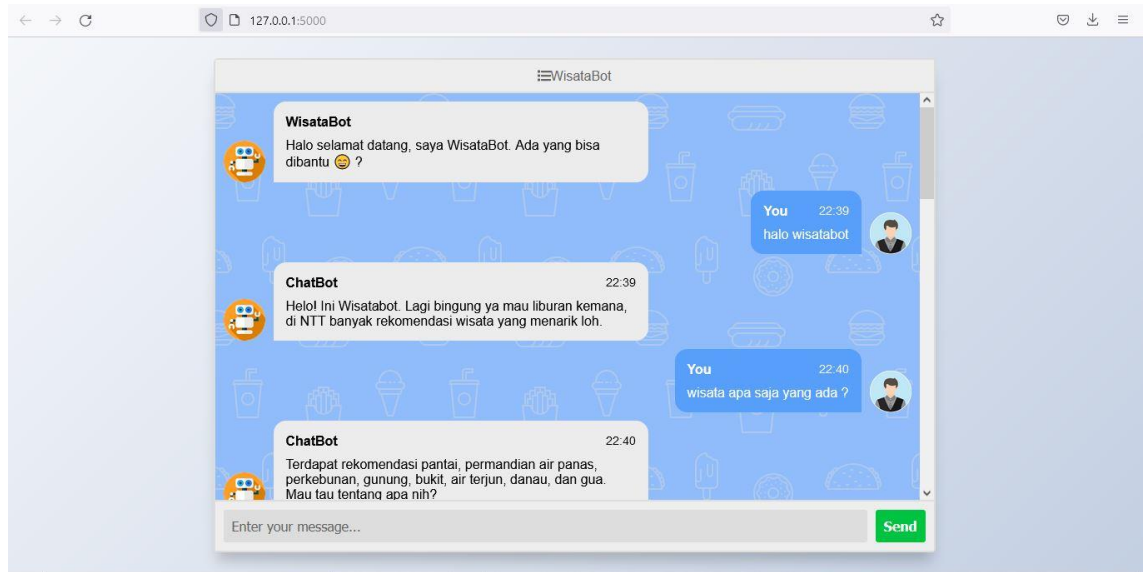 127.0.0.1:5000
WisataBot
WisataBot
Halo selamat datang, saya WisataBot. Ada yang bisa
dibantu 😄 ?
You 22:39
halo wisatabot
ChatBot 22:39
Helo! Ini Wisatabot. Lagi bingung ya mau liburan kemana,
di NTT banyak rekomendasi wisata yang menarik loh.
You 22:40
wisata apa saja yang ada ?
ChatBot 22:40
Terdapat rekomendasi pantai, permandian air panas,
perkebunan, gunung, bukit, air terjun, danau, dan gua.
Mau tau tentang apa nih?
Enter your message...
Send